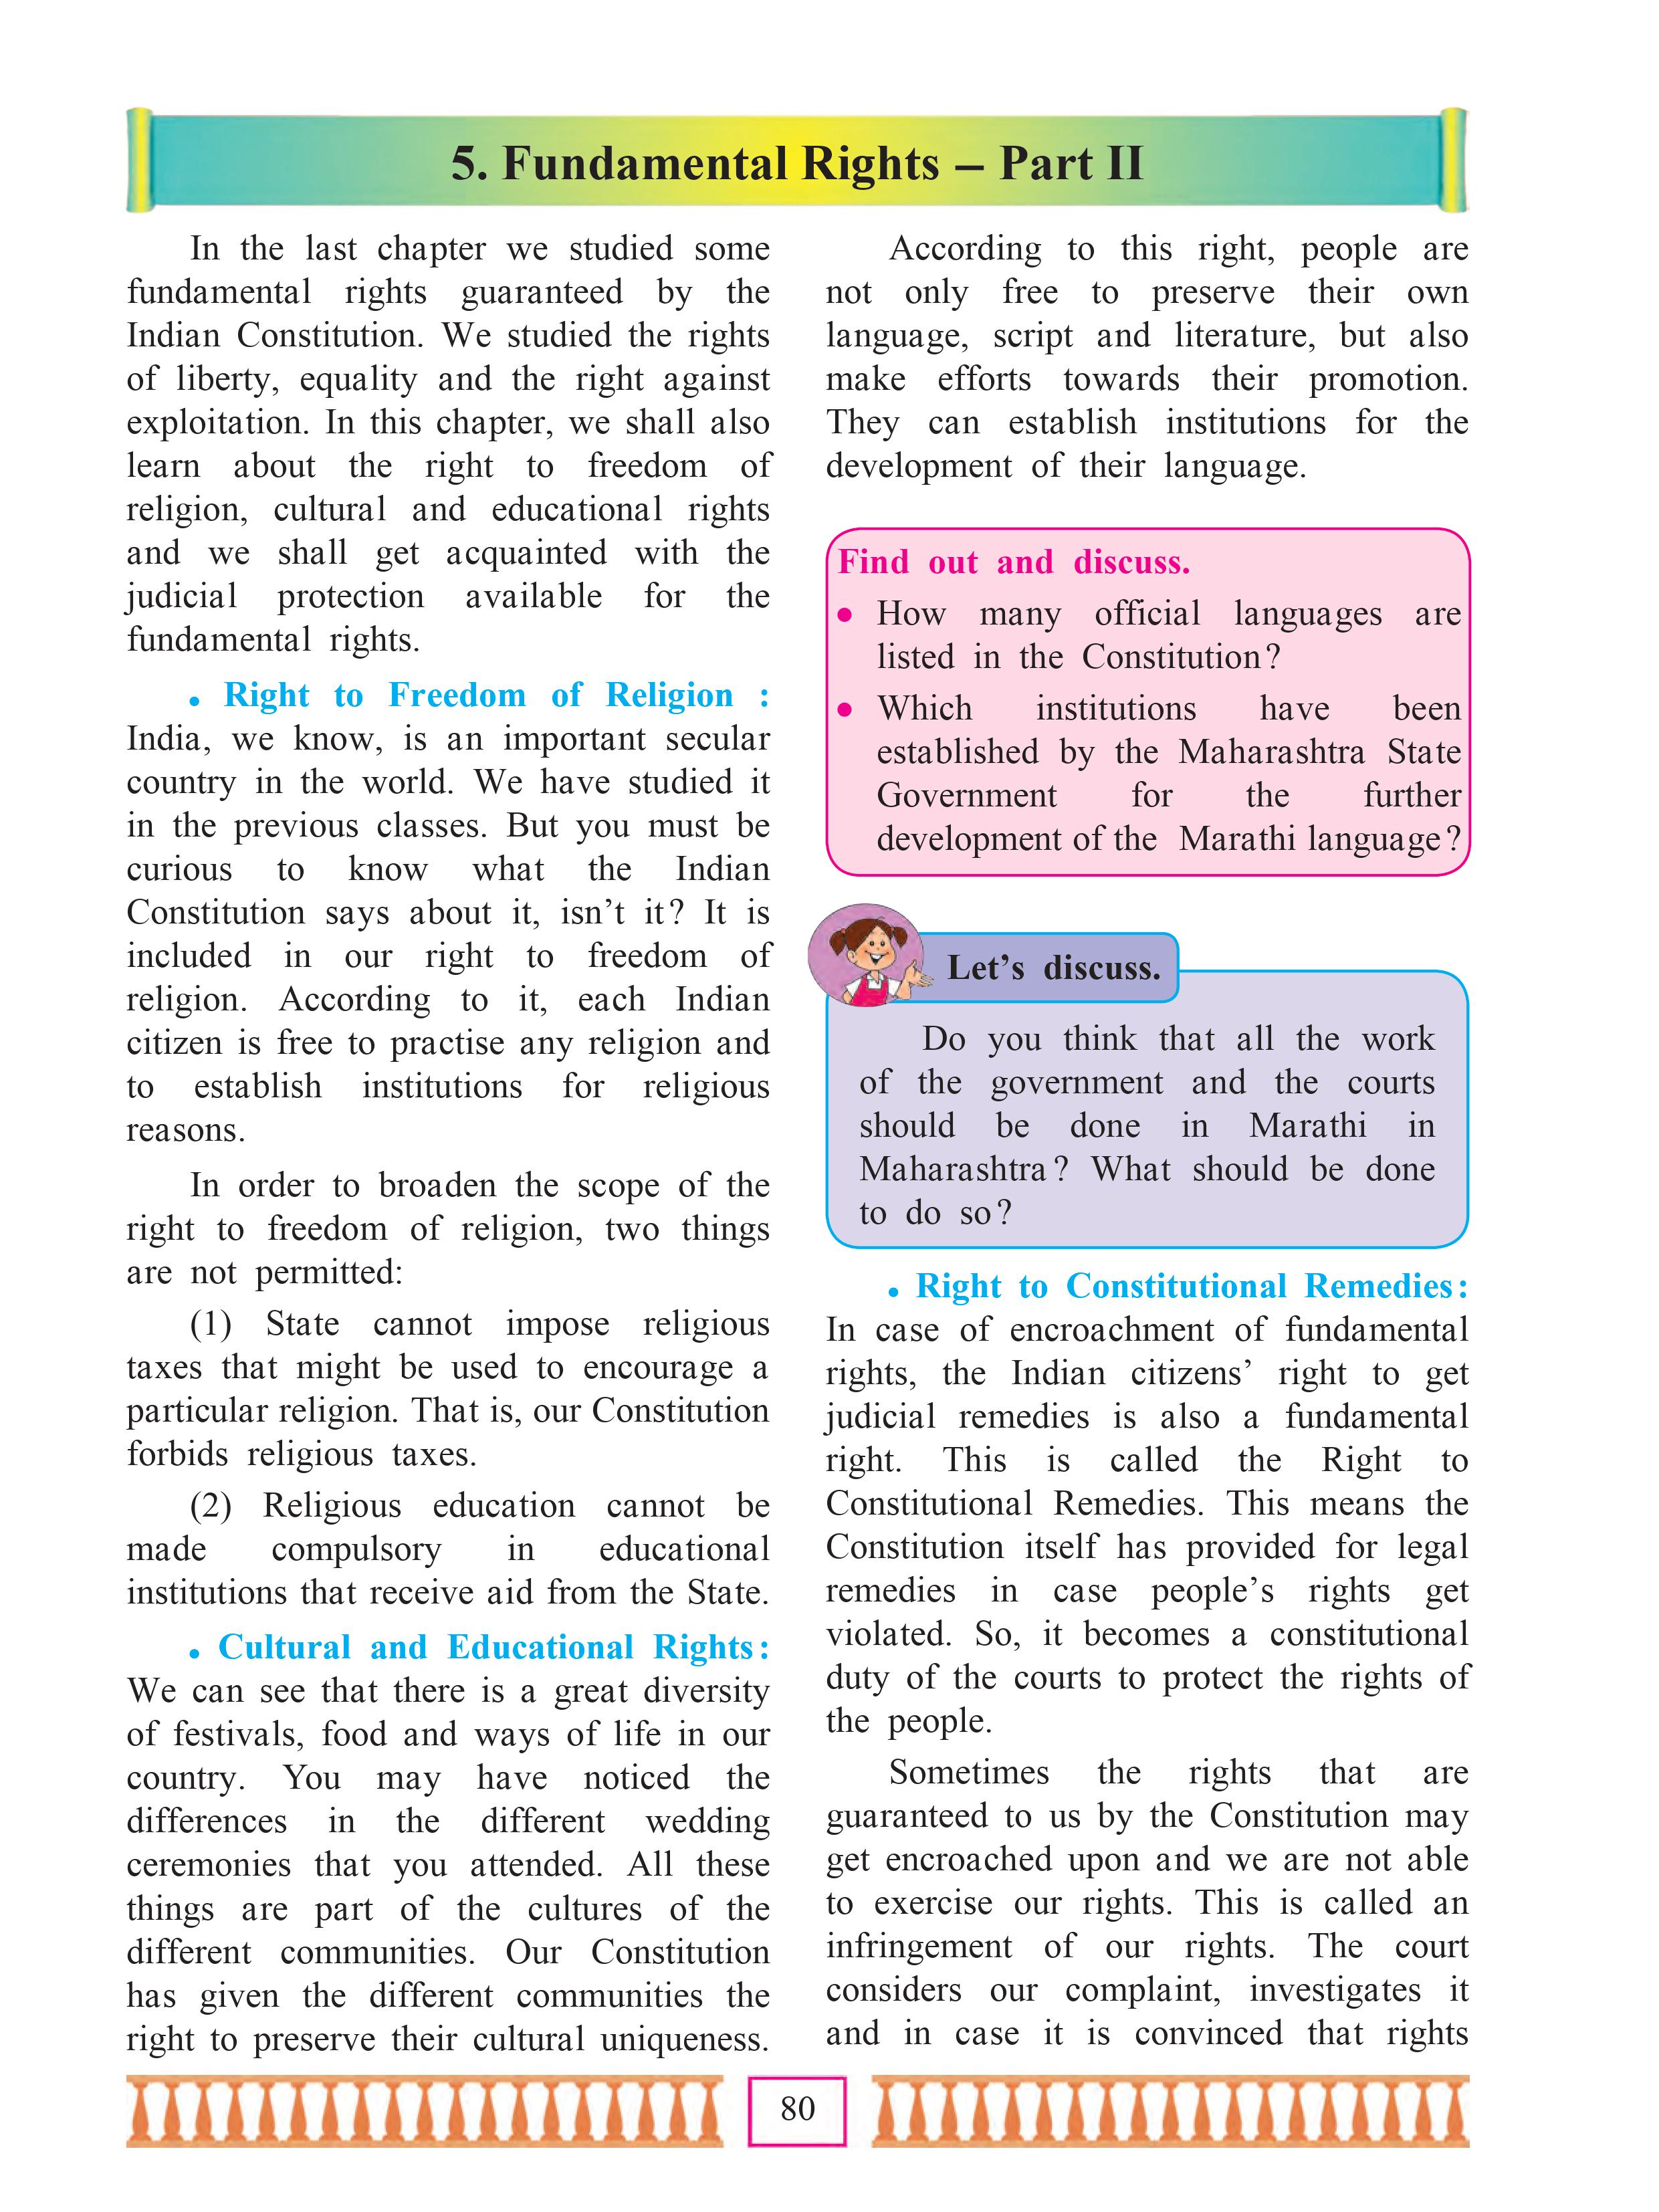 5. Fundamental Rights – Part II
In the last chapter we studied some
fundamental rights guaranteed by the
Indian Constitution. We studied the rights
of liberty, equality and the right against
exploitation. In this chapter, we shall also
learn about the right to freedom of
religion, cultural and educational rights
and we shall get acquainted with the
judicial protection available for the
fundamental rights.
• Right to Freedom of Religion :
India, we know, is an important secular
country in the world. We have studied it
in the previous classes. But you must be
curious to know what the Indian
Constitution says about it, isn’t it? It is
included in our right to freedom of
religion. According to it, each Indian
citizen is free to practise any religion and
to establish institutions for religious
reasons.
In order to broaden the scope of the
right to freedom of religion, two things
are not permitted:
(1) State cannot impose religious
taxes that might be used to encourage a
particular religion. That is, our Constitution
forbids religious taxes.
(2) Religious education cannot be
made compulsory in educational
institutions that receive aid from the State.
• Cultural and Educational Rights :
We can see that there is a great diversity
of festivals, food and ways of life in our
country. You may have noticed the
differences in the different wedding
ceremonies that you attended. All these
things are part of the cultures of the
different communities. Our Constitution
has given the different communities the
right to preserve their cultural uniqueness.
According to this right, people are
not only free to preserve their own
language, script and literature, but also
make efforts towards their promotion.
They can establish institutions for the
development of their language.
Find out and discuss.
• How many official languages are
listed in the Constitution?
• Which institutions have been
established by the Maharashtra State
Government for the further
development of the Marathi language?
Let’s discuss.
Do you think that all the work
of the government and the courts
should be done in Marathi in
Maharashtra? What should be done
to do so?
• Right to Constitutional Remedies :
In case of encroachment of fundamental
rights, the Indian citizens’ right to get
judicial remedies is also a fundamental
right. This is called the Right to
Constitutional Remedies. This means the
Constitution itself has provided for legal
remedies in case people’s rights get
violated. So, it becomes a constitutional
duty of the courts to protect the rights of
the people.
Sometimes the rights that are
guaranteed to us by the Constitution may
get encroached upon and we are not able
to exercise our rights. This is called an
infringement of our rights. The court
considers our complaint, investigates it
and in case it is convinced that rights
80